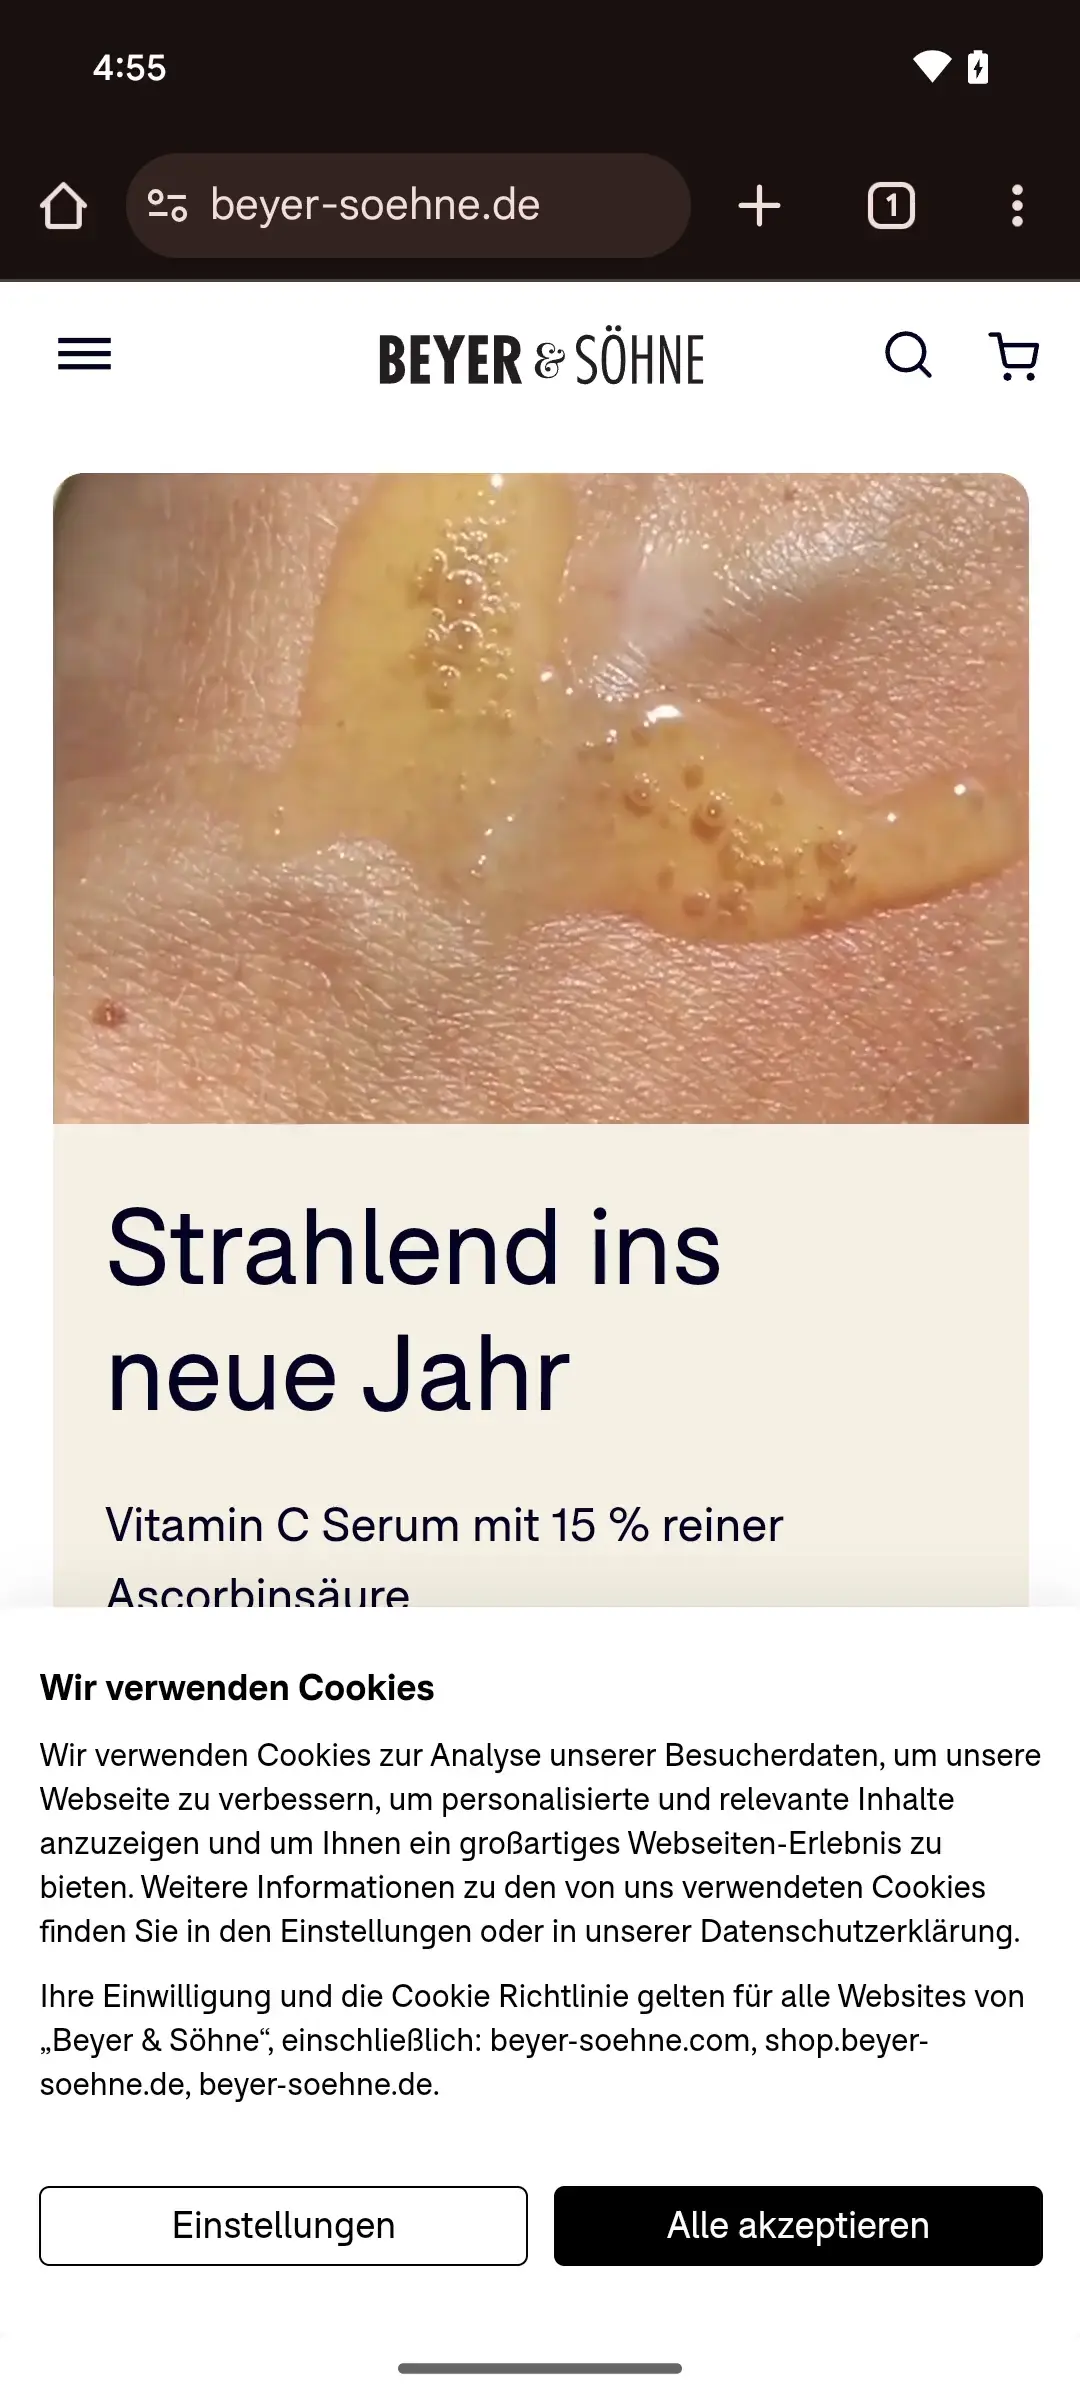 4:55
beyer-soehne.de
1
BEYER & SÖHNE
Strahlend ins
neue Jahr
Vitamin C Serum mit 15 % reiner
Ascorbinsäure
Wir verwenden Cookies
Wir verwenden Cookies zur Analyse unserer Besucherdaten, um unsere
Webseite zu verbessern, um personalisierte und relevante Inhalte
anzuzeigen und um Ihnen ein großartiges Webseiten-Erlebnis zu
bieten. Weitere Informationen zu den von uns verwendeten Cookies
finden Sie in den Einstellungen oder in unserer Datenschutzerklärung.
Ihre Einwilligung und die Cookie Richtlinie gelten für alle Websites von
„Beyer & Söhne“, einschließlich: beyer-soehne.com, shop.beyer-
soehne.de, beyer-soehne.de.
Einstellungen
Alle akzeptieren